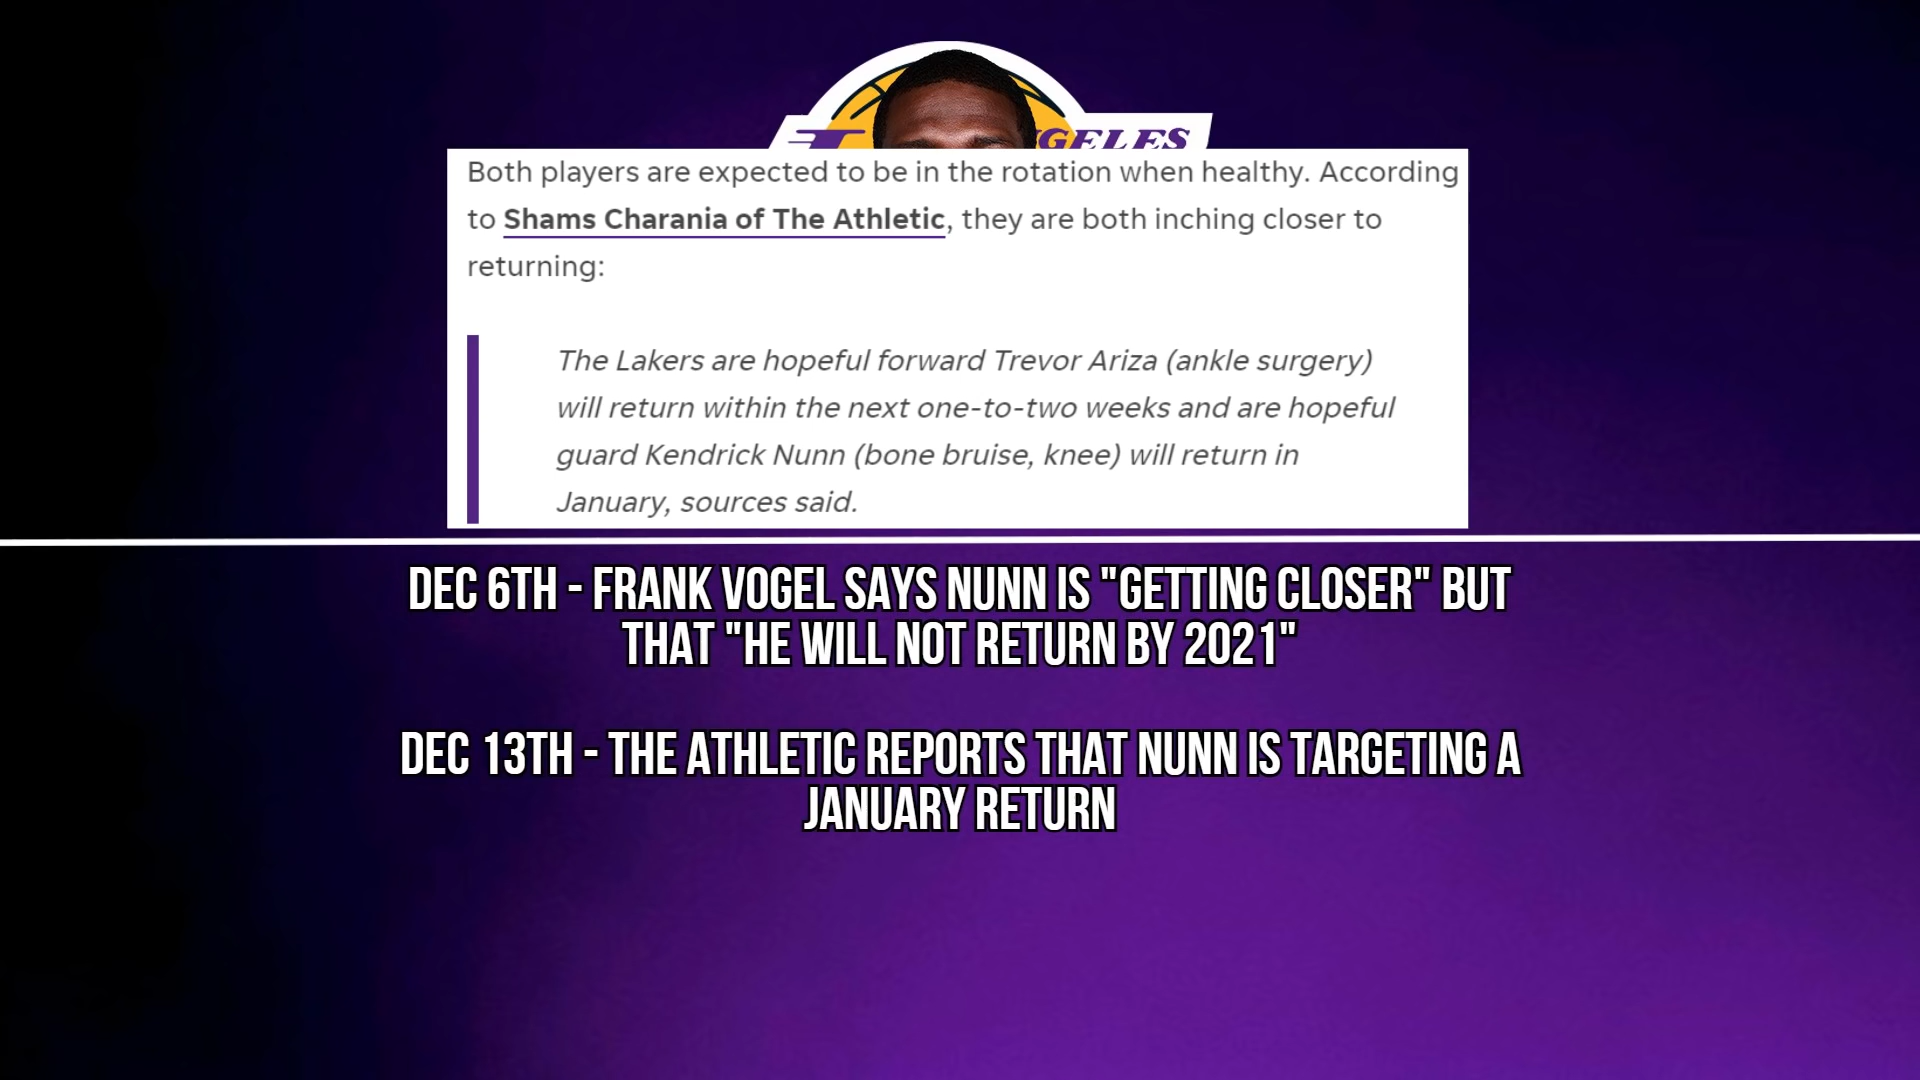 GELES
Both players are expected to be in the rotation when healthy. According
to Shams Charania of The Athletic, they are both inching closer to
returning:
The Lakers are hopeful forward Trevor Ariza (ankle surgery)
will return within the next one-to-two weeks and are hopeful
guard Kendrick Nunn (bone bruise, knee) will return in
January, sources said.
DEC 6TH - FRANK VOGEL SAYS NUNN IS "GETTING CLOSER" BUT
THAT "HE WILL NOT RETURN BY 2021"
DEC 13TH - THE ATHLETIC REPORTS THAT NUNN IS TARGETING A
JANUARY RETURN